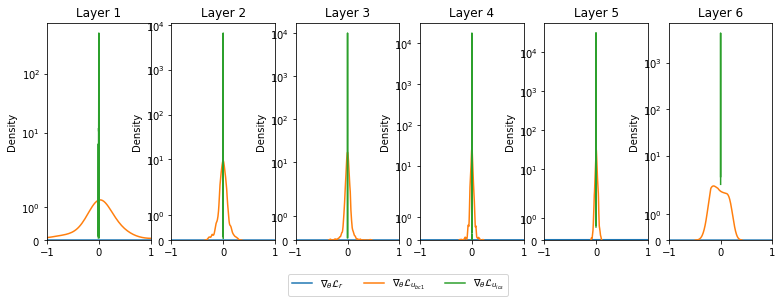 Layer 1 Layer 2 Layer 3 Layer 4 Layer 5 Layer 6
Density Density Density Density Density Density
10² 10¹ 10⁰ 0
10⁴ 10³ 10² 10¹ 10⁰ 0
10⁴ 10³ 10² 10¹ 10⁰ 0
10⁴ 10³ 10² 10¹ 10⁰ 0
10⁴ 10³ 10² 10¹ 10⁰ 0
10³ 10² 10¹ 10⁰ 0
−1 0 1 −1 0 1 −1 0 1 −1 0 1 −1 0 1 −1 0 1
∇θℒr ∇θℒu_bc1 ∇θℒu_ics